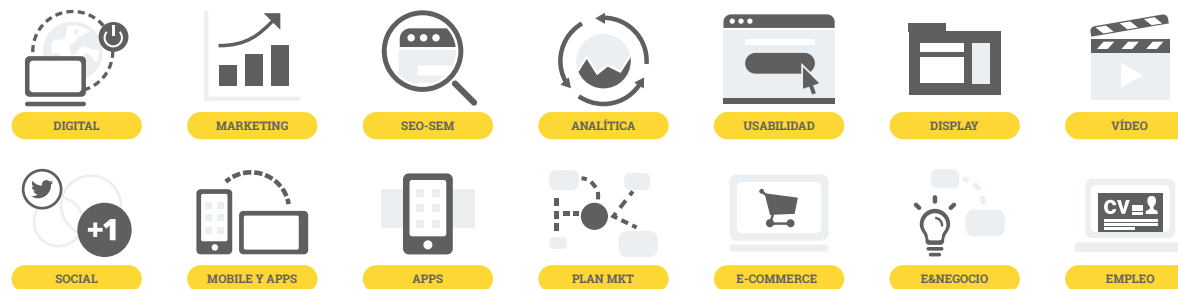 DIGITAL
MARKETING
SEO-SEM
ANALÍTICA
USABILIDAD
DISPLAY
VÍDEO
+1
CV
SOCIAL
MOBILE Y APPS
APPS
PLAN MKT
E-COMMERCE
E&NEGOCIO
EMPLEO